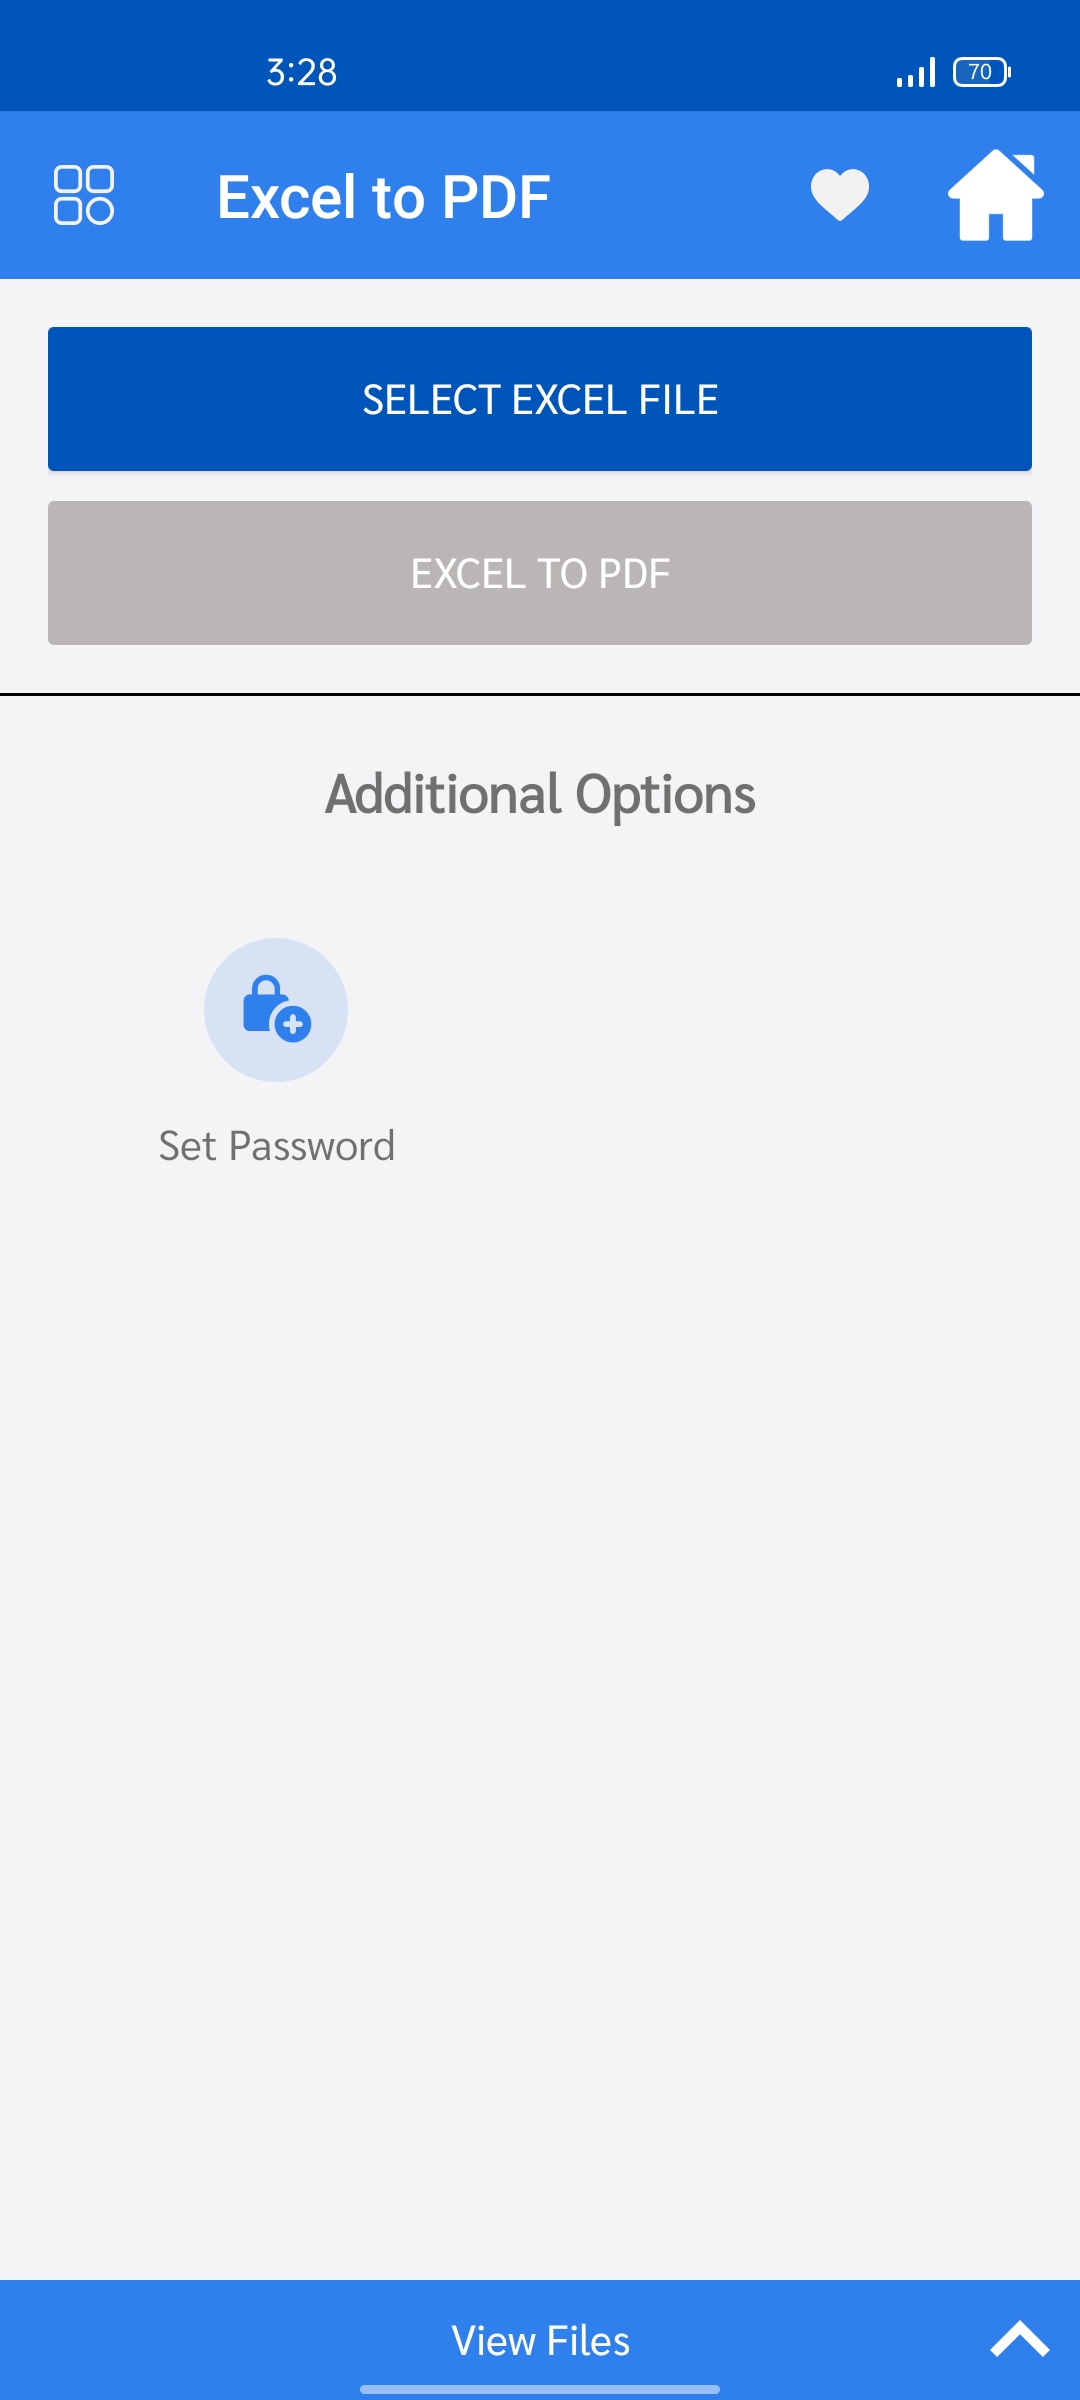 3:28
70
Excel to PDF
SELECT EXCEL FILE
EXCEL TO PDF
Additional Options
Set Password
View Files